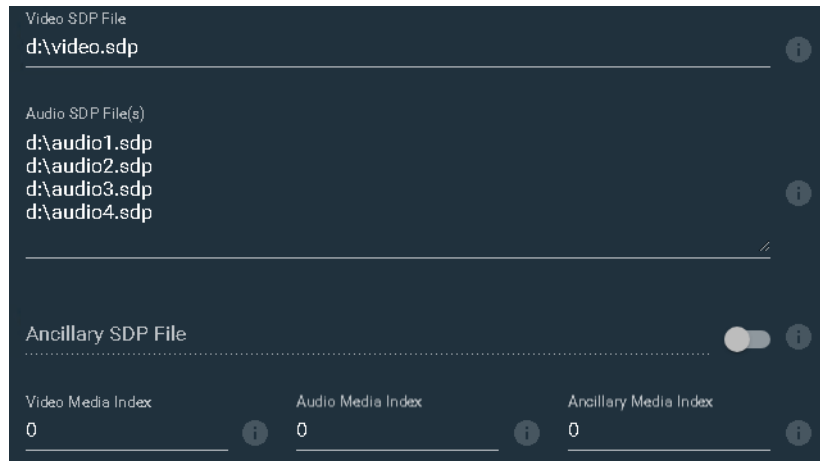 Video SDP File
d:\video.sdp
Audio SDP File(s)
d:\audio1.sdp
d:\audio2.sdp
d:\audio3.sdp
d:\audio4.sdp
Ancillary SDP File
Video Media Index
Audio Media Index
Ancillary Media Index
0
0
0